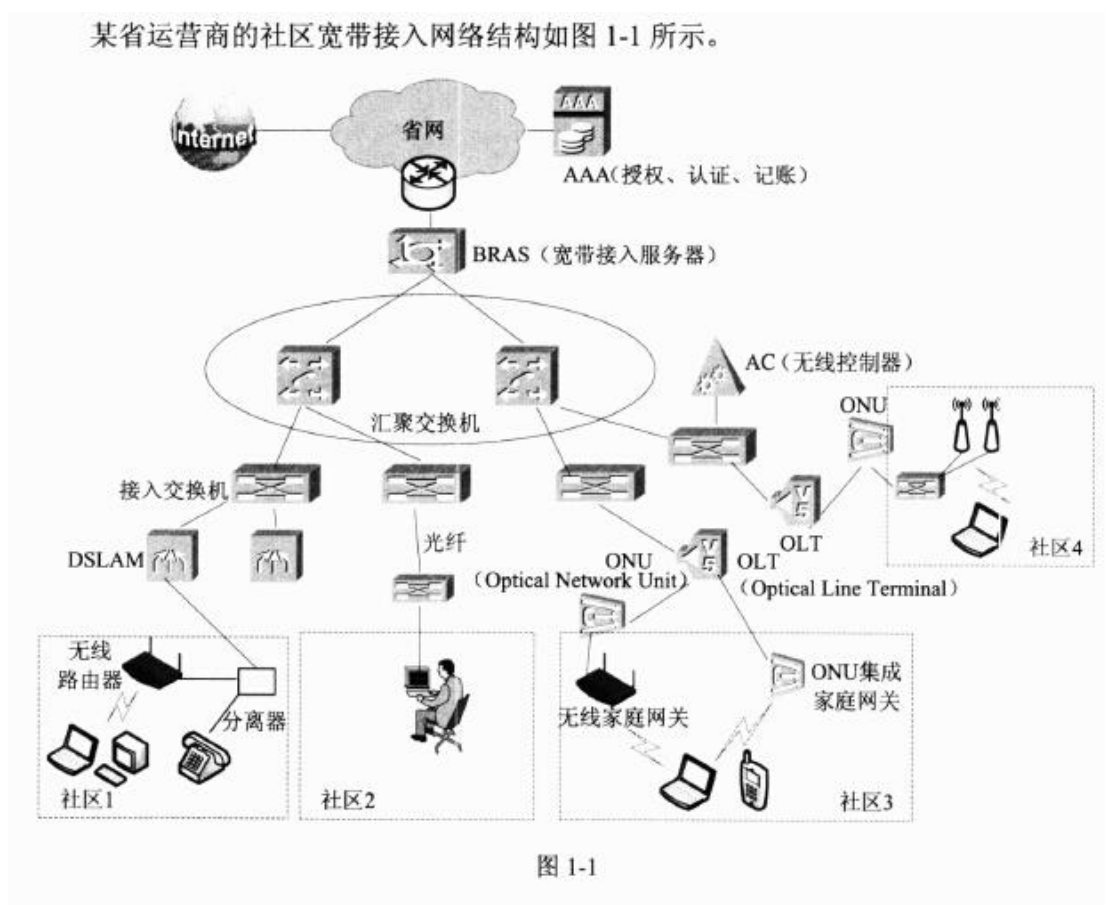 某省运营商的社区宽带接入网络结构如图 1-1 所示。
Internet
省网
AAA
AAA(授权、认证、记账)
BRAS（宽带接入服务器）
AC（无线控制器）
ONU
汇聚交换机
接入交换机
光纤
DSLAM
ONU
（Optical Network Unit）
OLT
（Optical Line Terminal）
OLT
社区4
无线
路由器
分离器
社区1
社区2
无线家庭网关
ONU集成
家庭网关
社区3
图 1-1